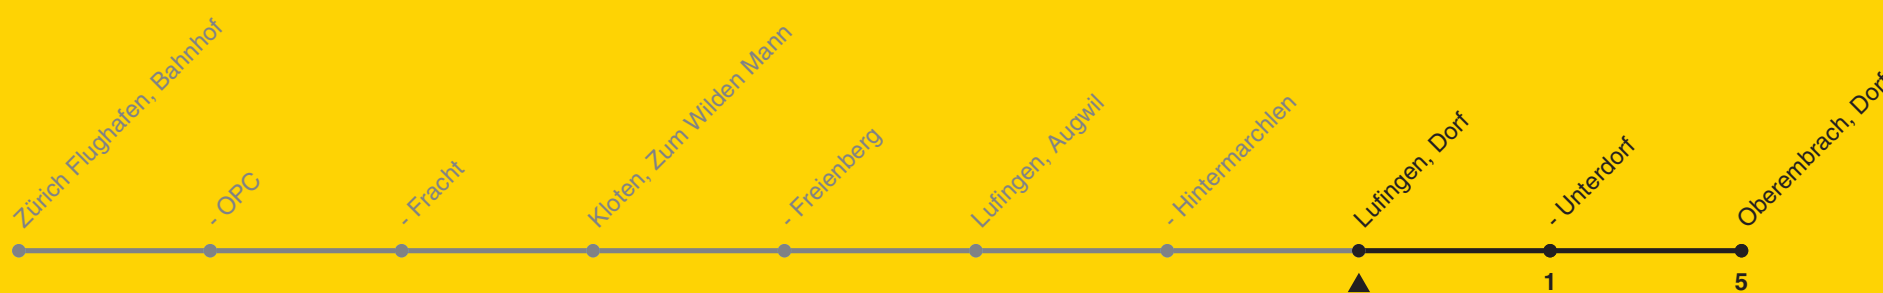 Zürich Flughafen, Bahnhof
- OPC
- Fracht
Kloten, Zum Wilden Mann
- Freienberg
Lufingen, Augwil
- Hintermarchlen
Lufingen, Dorf
- Unterdorf
Oberembrach, Dorf
1
5